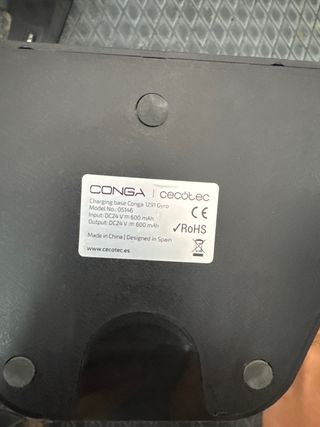 CONGA | cecotec
Charging base Conga 1291 Gyro
Model No.: 05146
Input: DC24 V ⎓ 600 mAh
Output: DC24 V ⎓ 600 mAh
Made in China | Designed in Spain
www.cecotec.es
CE
✓RoHS